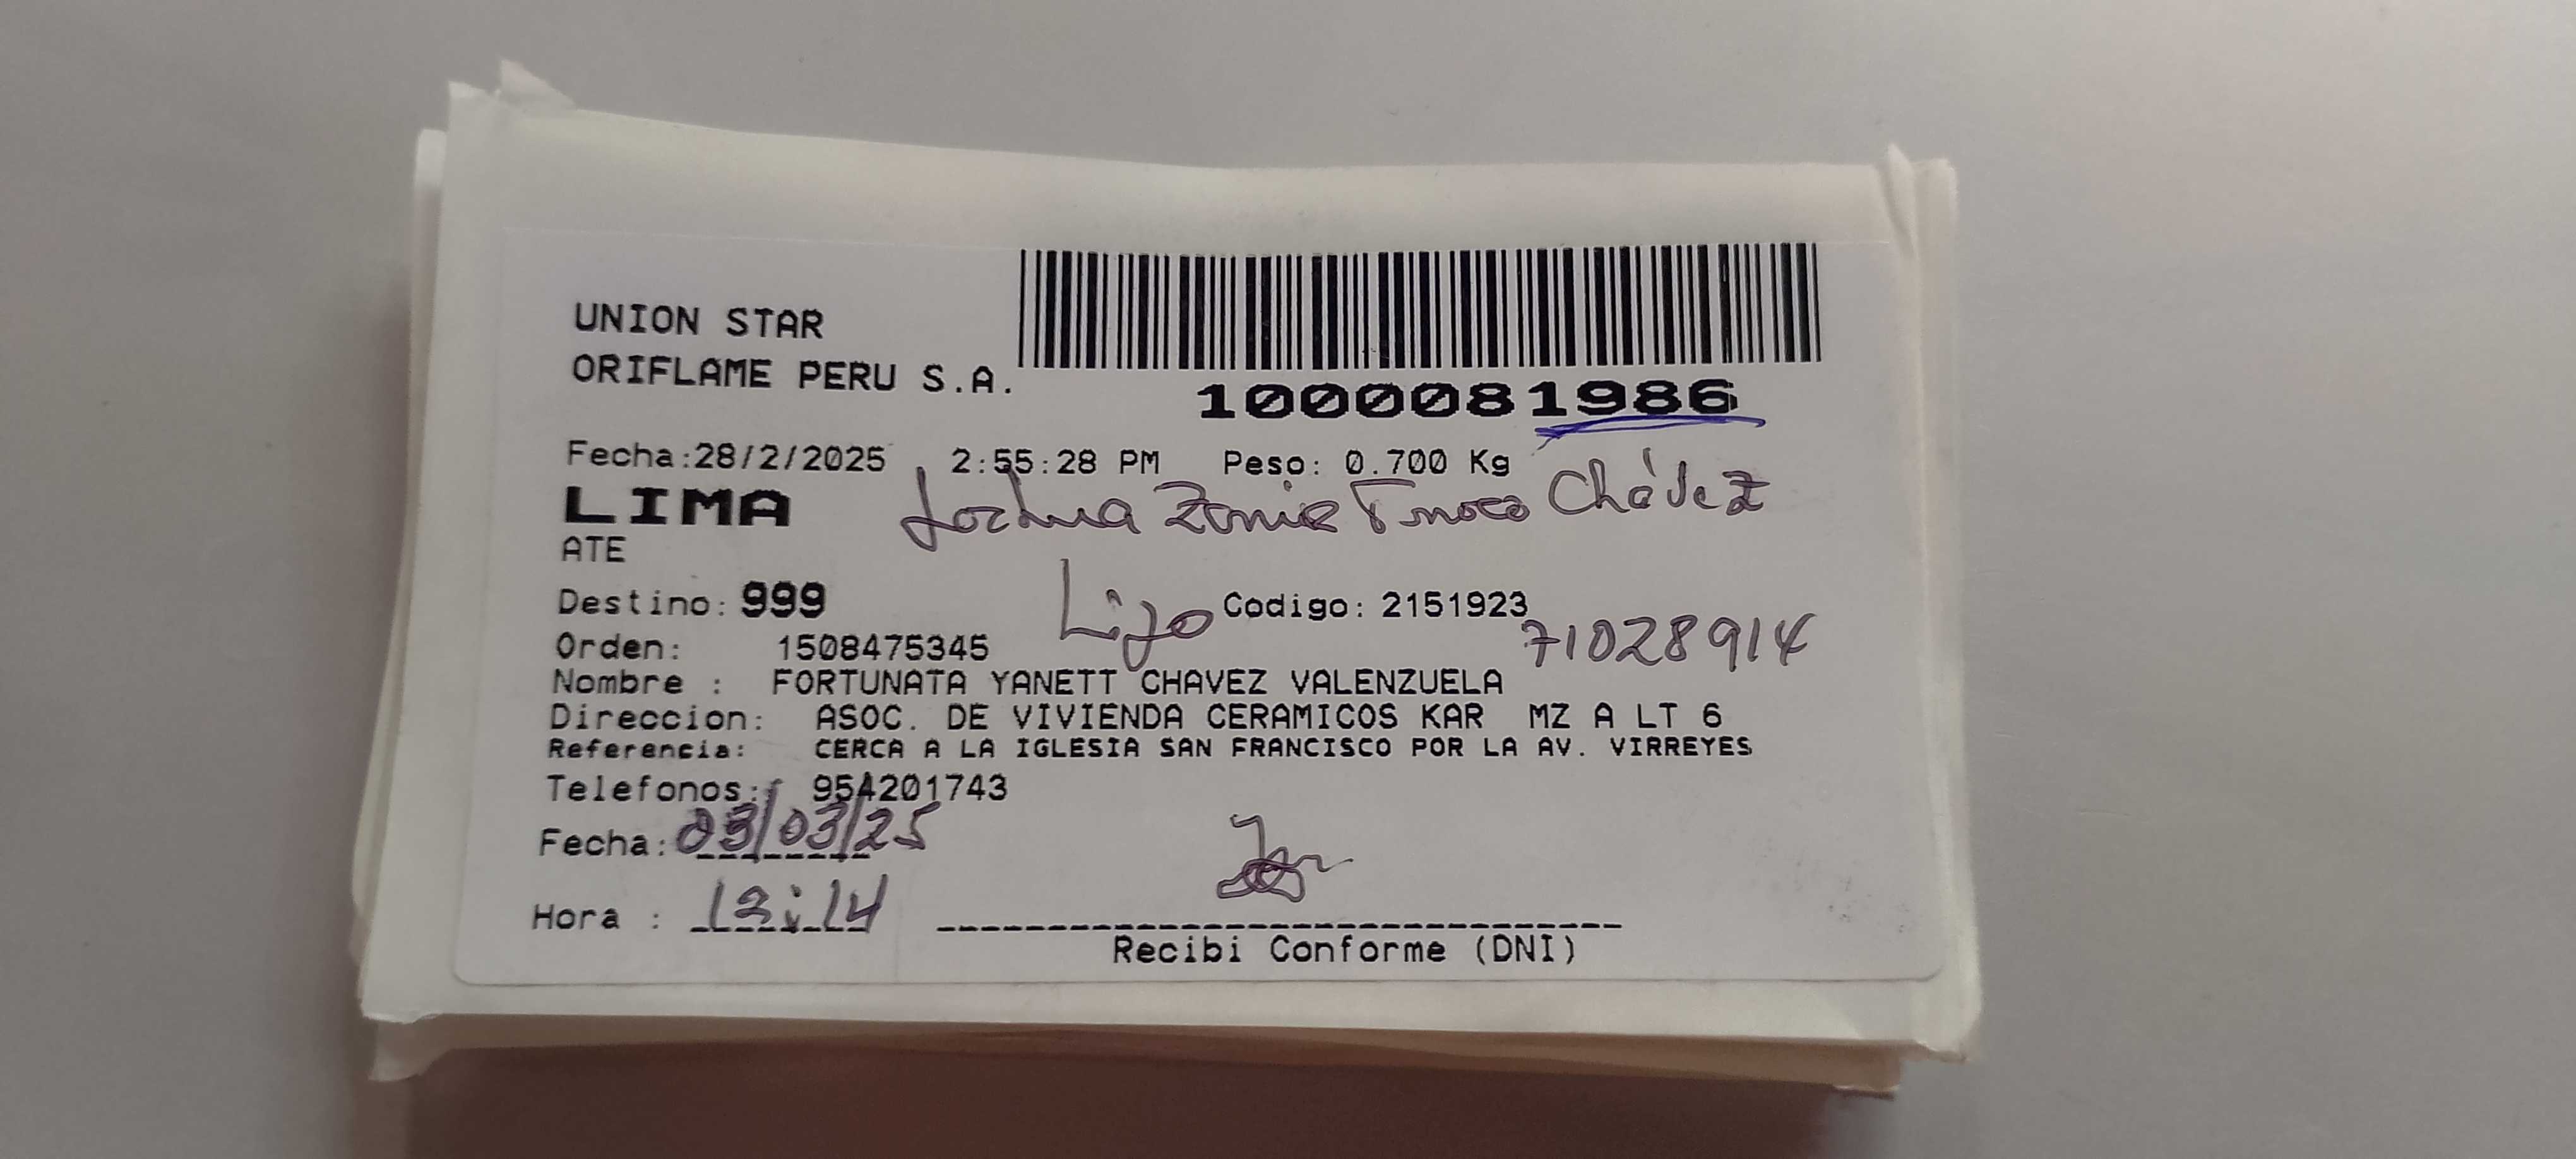 UNION STAR
ORIFLAME PERU S.A.
1000081986
Fecha:28/2/2025 2:55:28 PM Peso: 0.700 Kg
LIMA
Chávez
ATE
Destino: 999
Codigo: 2151923
71028914
Orden: 1508475345
Nombre : FORTUNATA YANETT CHAVEZ VALENZUELA
Direccion: ASOC. DE VIVIENDA CERAMICOS KAR MZ A LT 6
Referencia: CERCA A LA IGLESIA SAN FRANCISCO POR LA AV. VIRREYES
Telefonos: 954201743
Fecha: 03/03/25
Hora :
Recibi Conforme (DNI)